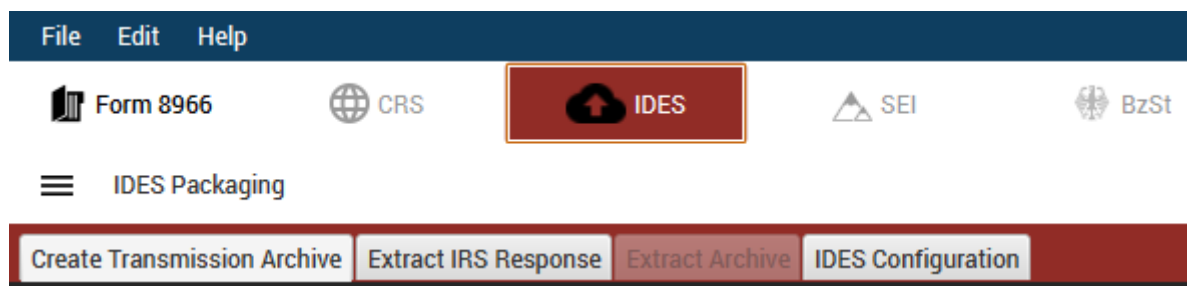 File Edit Help
Form 8966 CRS IDES SEI BzSt
IDES Packaging
Create Transmission Archive Extract IRS Response Extract Archive IDES Configuration